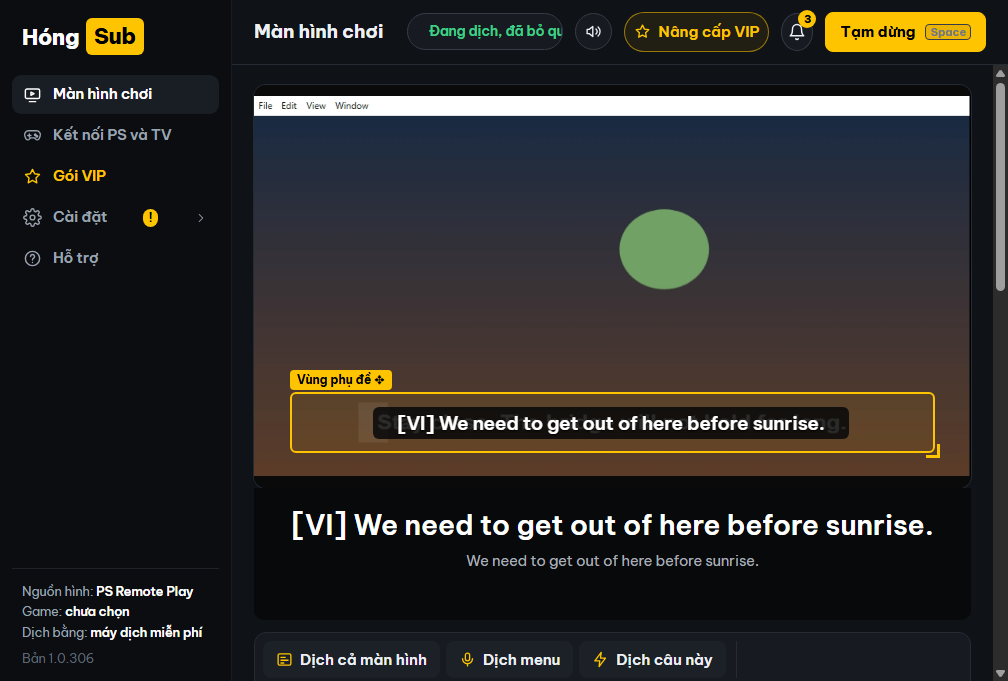 Hóng Sub
Màn hình chơi
Kết nối PS và TV
Gói VIP
Cài đặt
!
Hỗ trợ
Nguồn hình: PS Remote Play
Game: chưa chọn
Dịch bằng: máy dịch miễn phí
Bản 1.0.306
Màn hình chơi
Đang dịch, đã bỏ
Nâng cấp VIP
3
Tạm dừng Space
File Edit View Window
Vùng phụ đề
[VI] We need to get out of here before sunrise.
[VI] We need to get out of here before sunrise.
We need to get out of here before sunrise.
Dịch cả màn hình
Dịch menu
Dịch câu này